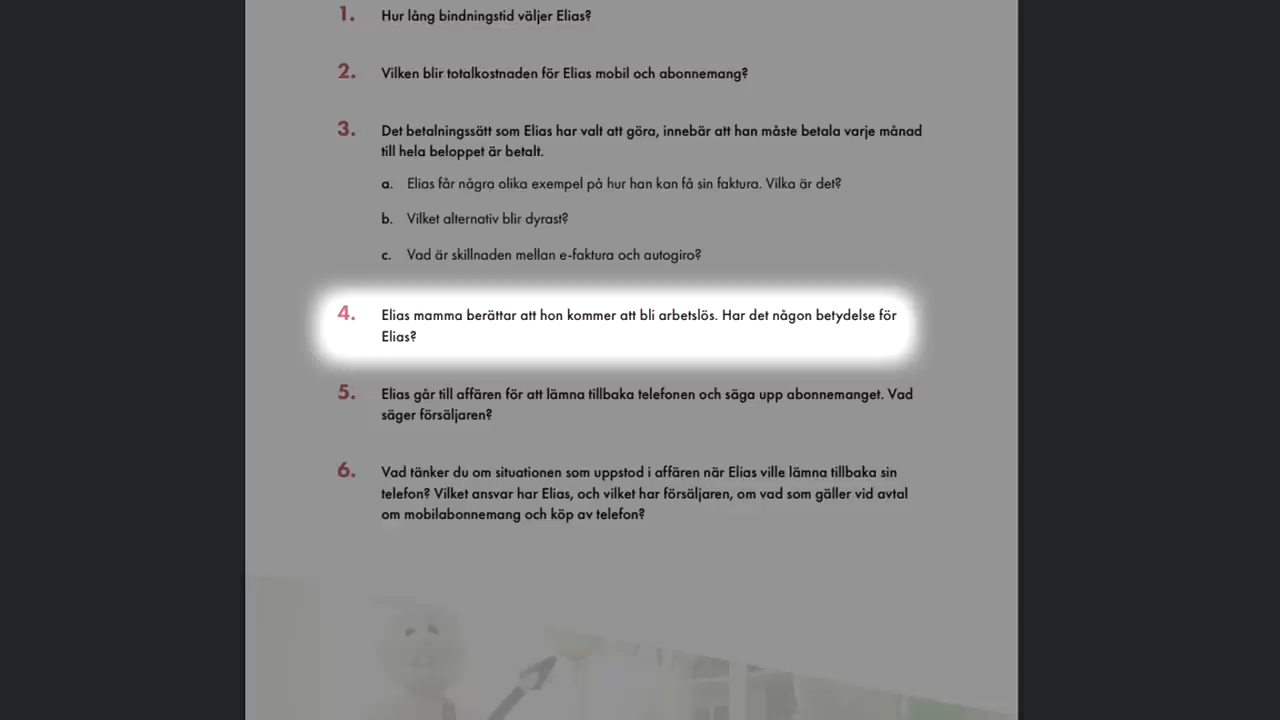 1. Hur lång bindningstid väljer Elias?
2. Vilken blir totalkostnaden för Elias mobil och abonnemang?
3. Det betalningssätt som Elias har valt att göra, innebär att han måste betala varje månad
till hela beloppet är betalt.
a. Elias får några olika exempel på hur han kan få sin faktura. Vilka är det?
b. Vilket alternativ blir dyrast?
c. Vad är skillnaden mellan e-faktura och autogiro?
4. Elias mamma berättar att hon kommer att bli arbetslös. Har det någon betydelse för
Elias?
5. Elias går till affären för att lämna tillbaka telefonen och säga upp abonnemanget. Vad
säger försäljaren?
6. Vad tänker du om situationen som uppstod i affären när Elias ville lämna tillbaka sin
telefon? Vilket ansvar har Elias, och vilket har försäljaren, om vad som gäller vid avtal
om mobilabonnemang och köp av telefon?